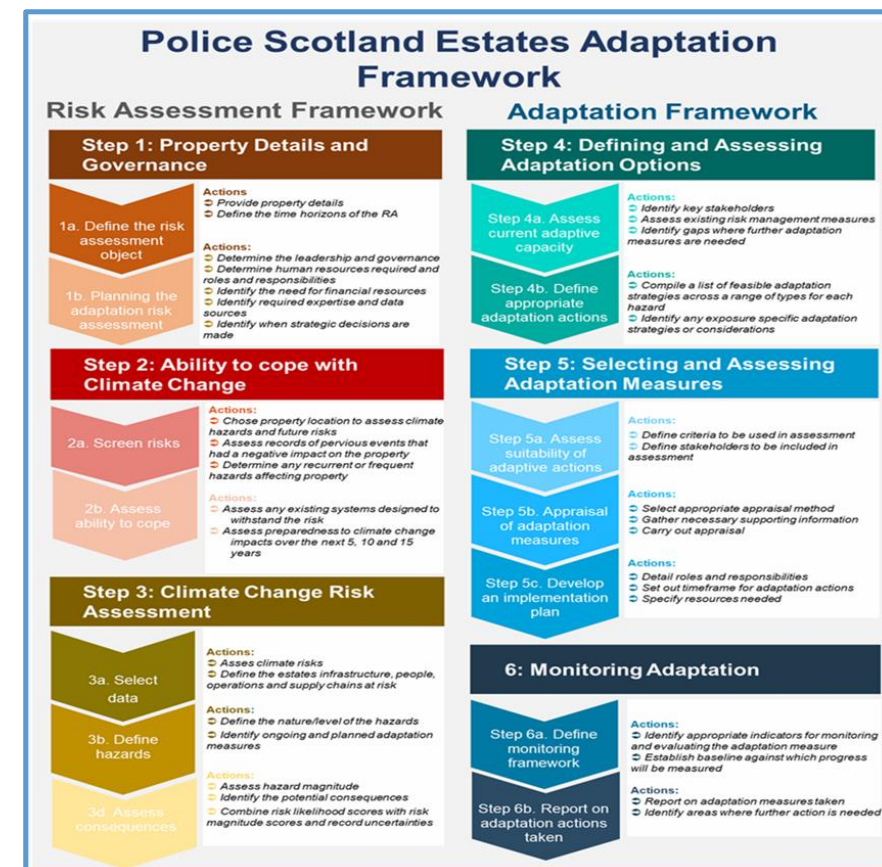 Police Scotland Estates Adaptation
Framework
Risk Assessment Framework
Step 1: Property Details and
Governance
1a. Define the risk
assessment
object
Actions
Provide property details
Define the time horizons of the RA
1b. Planning the
adaptation risk
assessment
Actions:
Determine the leadership and governance
Determine human resources required and
roles and responsibilities
Identify the need for financial resources
Identify required expertise and data
sources
Identify when strategic decisions are
made
Step 2: Ability to cope with
Climate Change
2a. Screen risks
Actions:
Chose property location to assess climate
hazards and future risks
Assess records of pervious events that
had a negative impact on the property
Determine any recurrent or frequent
hazards affecting property
2b. Assess
ability to cope
Actions:
Assess any existing systems designed to
withstand the risk
Assess preparedness to climate change
impacts over the next 5, 10 and 15
years
Step 3: Climate Change Risk
Assessment
3a. Select
data
Actions:
Asses climate risks
Define the estates infrastructure, people,
operations and supply chains at risk
3b. Define
hazards
Actions:
Define the nature/level of the hazards
Identify ongoing and planned adaptation
measures
3d. Assess
consequences
Actions:
Assess hazard magnitude
Identify the potential consequences
Combine risk likelihood scores with risk
magnitude scores and record uncertainties
Adaptation Framework
Step 4: Defining and Assessing
Adaptation Options
Step 4a. Assess
current adaptive
capacity
Actions:
Identify key stakeholders
Assess existing risk management measures
Identify gaps where further adaptation
measures are needed
Step 4b. Define
appropriate
adaptation actions
Actions:
Compile a list of feasible adaptation
strategies across a range of types for each
hazard
Identify any exposure specific adaptation
strategies or considerations
Step 5: Selecting and Assessing
Adaptation Measures
Step 5a. Assess
suitability of
adaptive actions
Actions:
Define criteria to be used in assessment
Define stakeholders to be included in
assessment
Step 5b. Appraisal
of adaptation
measures
Actions:
Select appropriate appraisal method
Gather necessary supporting information
Carry out appraisal
Step 5c. Develop
an implementation
plan
Actions:
Detail roles and responsibilities
Set out timeframe for adaptation actions
Specify resources needed
6: Monitoring Adaptation
Step 6a. Define
monitoring
framework
Actions:
Identify appropriate indicators for monitoring
and evaluating the adaptation measure
Establish baseline against which progress
will be measured
Step 6b. Report on
adaptation actions
taken
Actions:
Report on adaptation measures taken
Identify areas where further action is needed